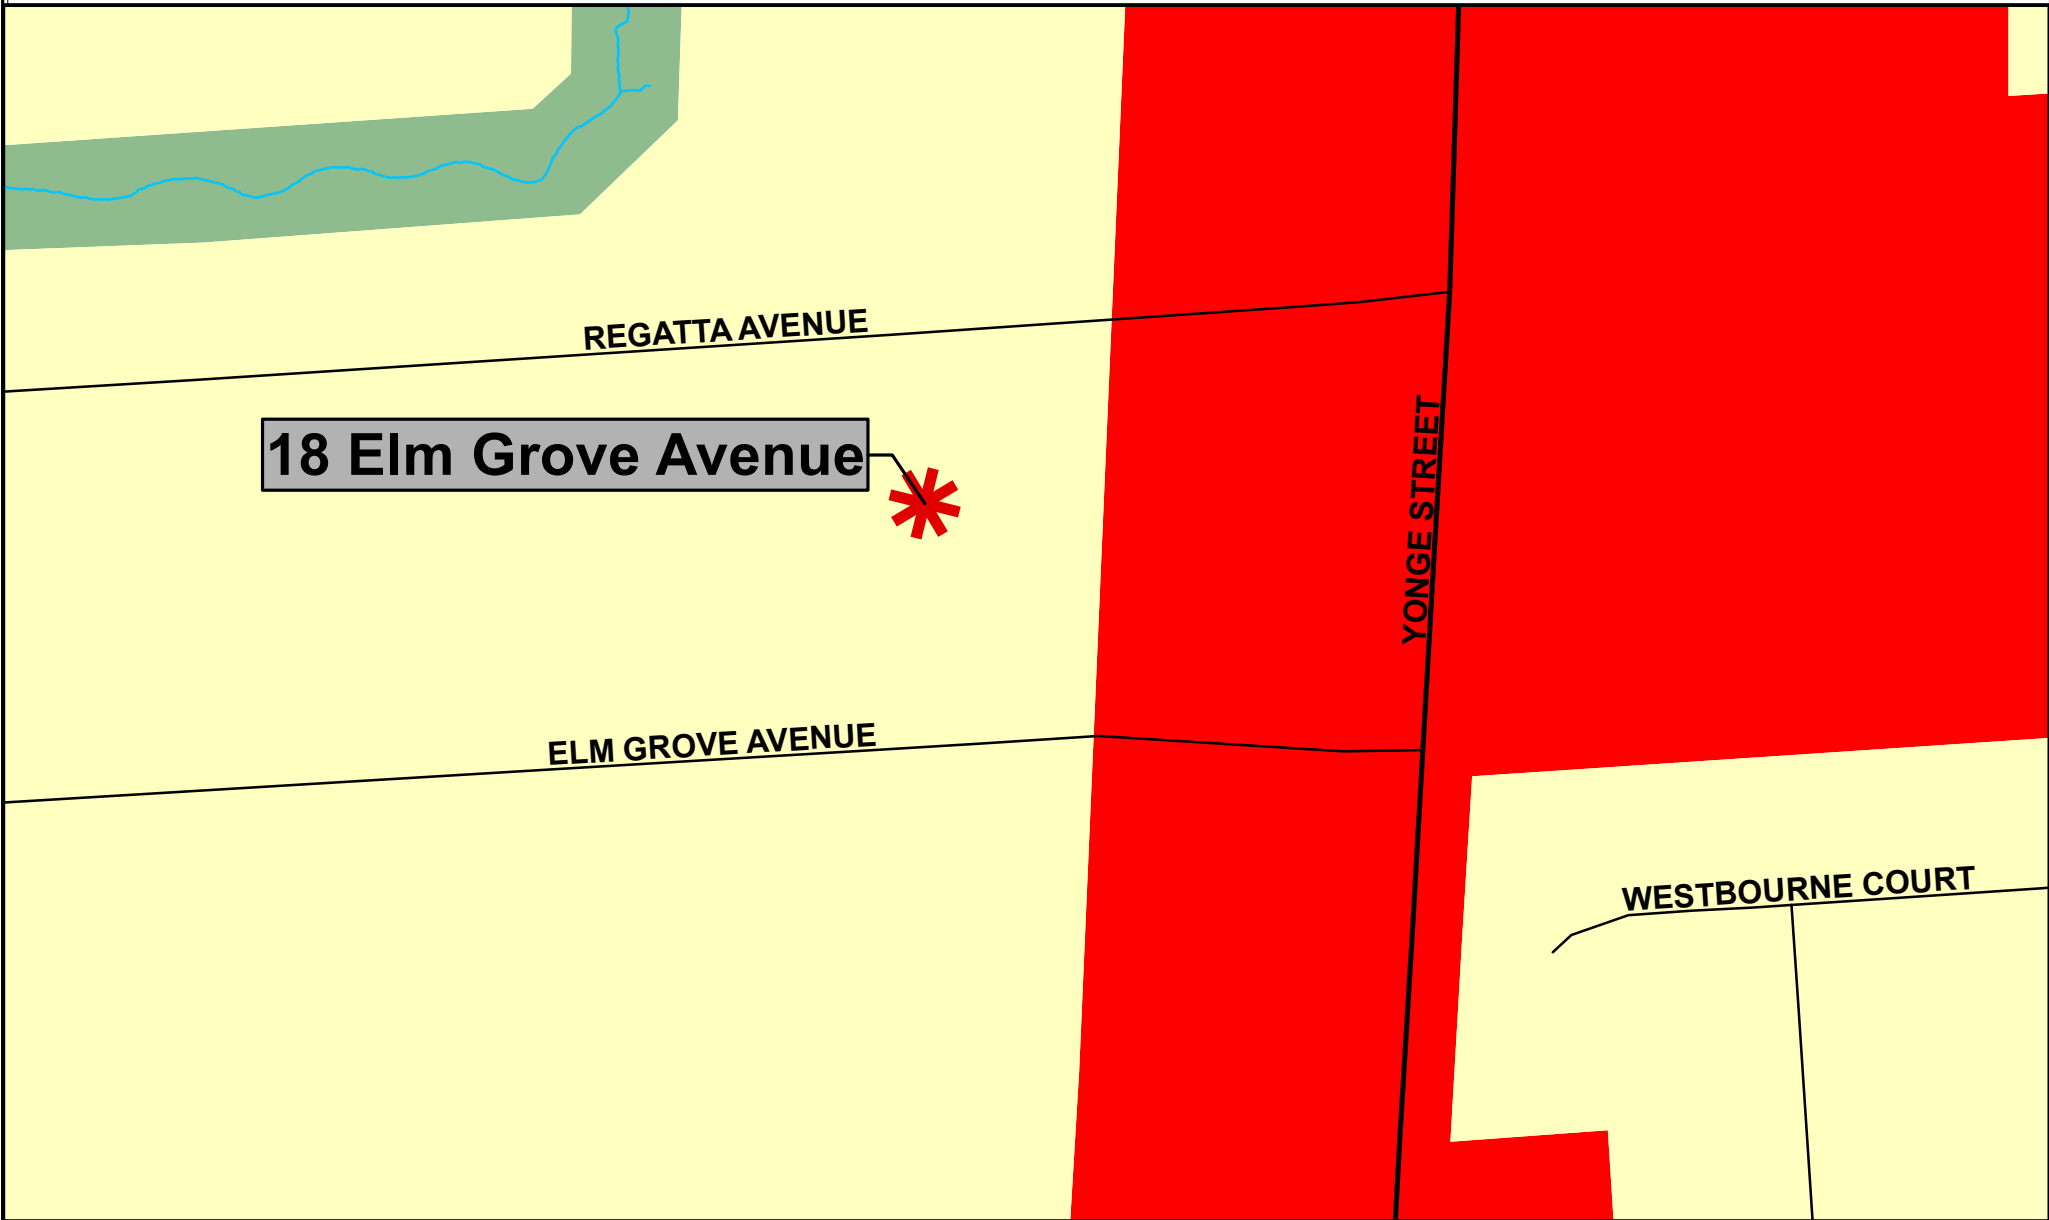 REGATTA AVENUE
18 Elm Grove Avenue
YONGE STREET
ELM GROVE AVENUE
WESTBOURNE COURT